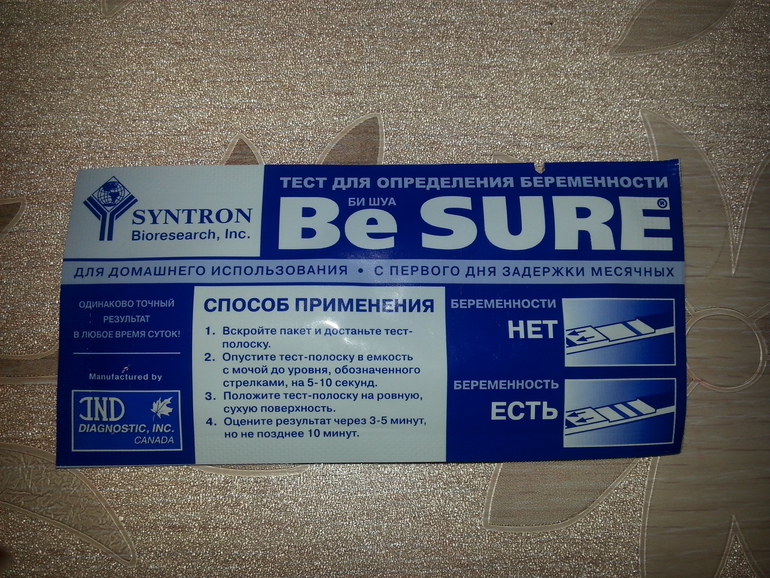 ТЕСТ ДЛЯ ОПРЕДЕЛЕНИЯ БЕРЕМЕННОСТИ
SYNTRON
Bioresearch, Inc.
БИ ШУА
Be SURE®
ДЛЯ ДОМАШНЕГО ИСПОЛЬЗОВАНИЯ • С ПЕРВОГО ДНЯ ЗАДЕРЖКИ МЕСЯЧНЫХ
ОДИНАКОВО ТОЧНЫЙ
РЕЗУЛЬТАТ
В ЛЮБОЕ ВРЕМЯ СУТОК!
Manufactured by
IND
DIAGNOSTIC, INC.
CANADA
СПОСОБ ПРИМЕНЕНИЯ
1. Вскройте пакет и достаньте тест-
полоску.
2. Опустите тест-полоску в емкость
с мочой до уровня, обозначенного
стрелками, на 5-10 секунд.
3. Положите тест-полоску на ровную,
сухую поверхность.
4. Оцените результат через 3-5 минут,
но не позднее 10 минут.
БЕРЕМЕННОСТИ
НЕТ
БЕРЕМЕННОСТЬ
ЕСТЬ